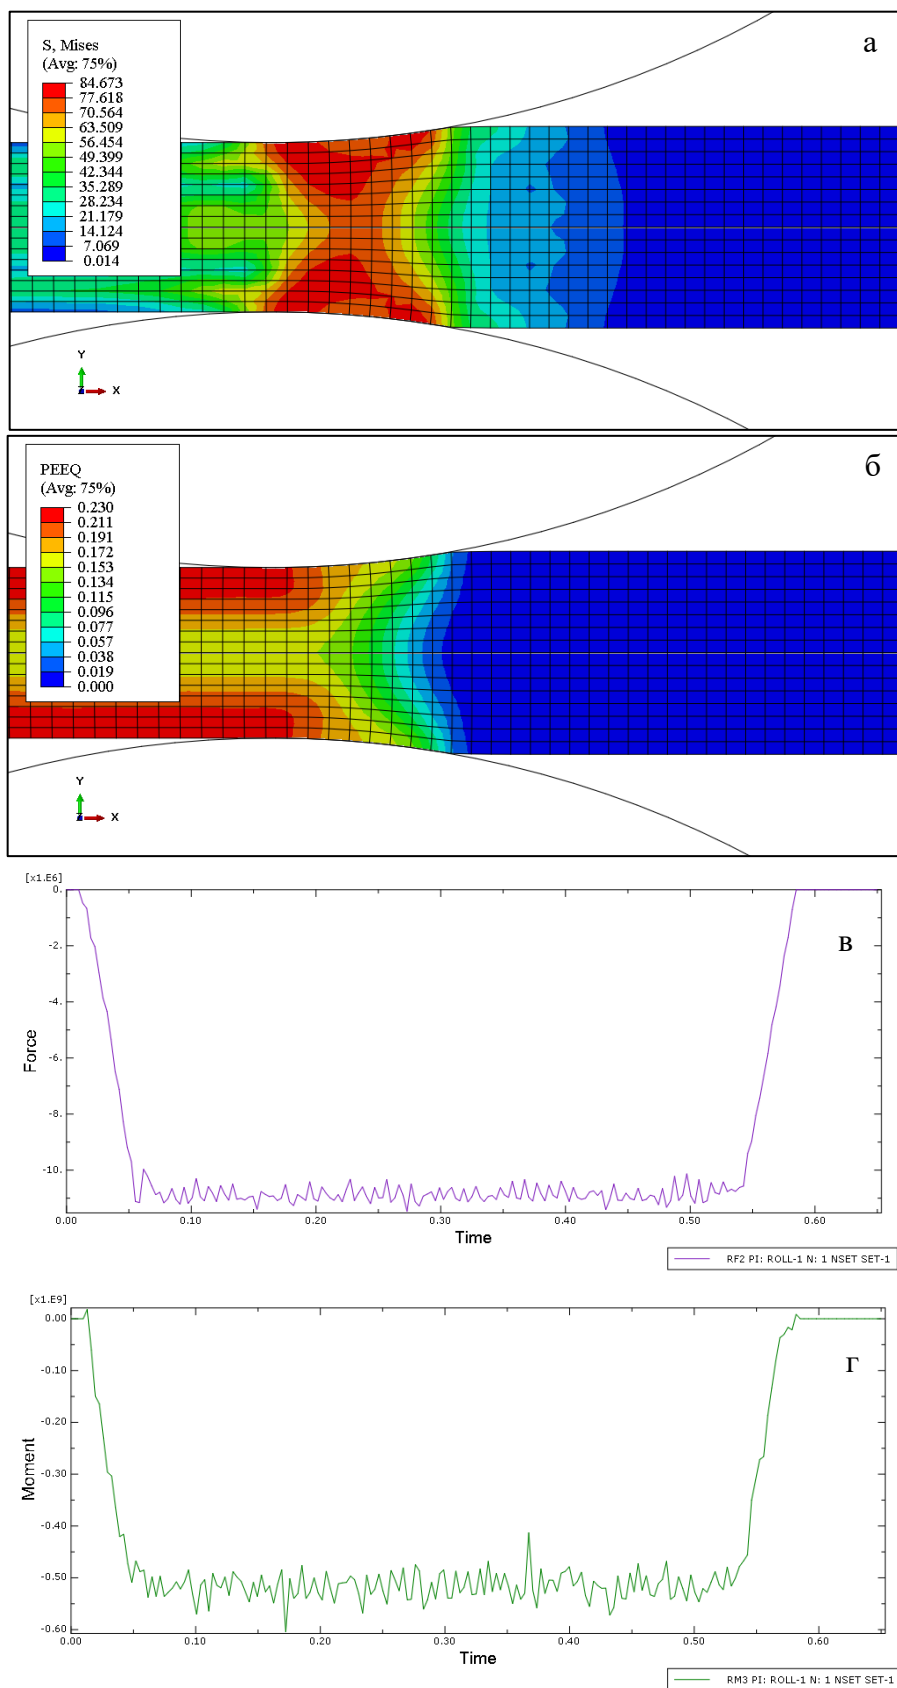 S, Mises
(Avg: 75%)
84.673
77.618
70.564
63.509
56.454
49.399
42.344
35.289
28.234
21.179
14.124
7.069
0.014
а
Y
Z
X
PEEQ
(Avg: 75%)
0.230
0.211
0.191
0.172
0.153
0.134
0.115
0.096
0.077
0.057
0.038
0.019
0.000
б
Y
Z
X
[x1.E6]
0.
-2.
-4.
-6.
-8.
-10.
Force
0.00 0.10 0.20 0.30 0.40 0.50 0.60
Time
в
RF2 PI: ROLL-1 N: 1 NSET SET-1
[x1.E9]
0.00
-0.10
-0.20
-0.30
-0.40
-0.50
-0.60
Moment
0.00 0.10 0.20 0.30 0.40 0.50 0.60
Time
г
RM3 PI: ROLL-1 N: 1 NSET SET-1